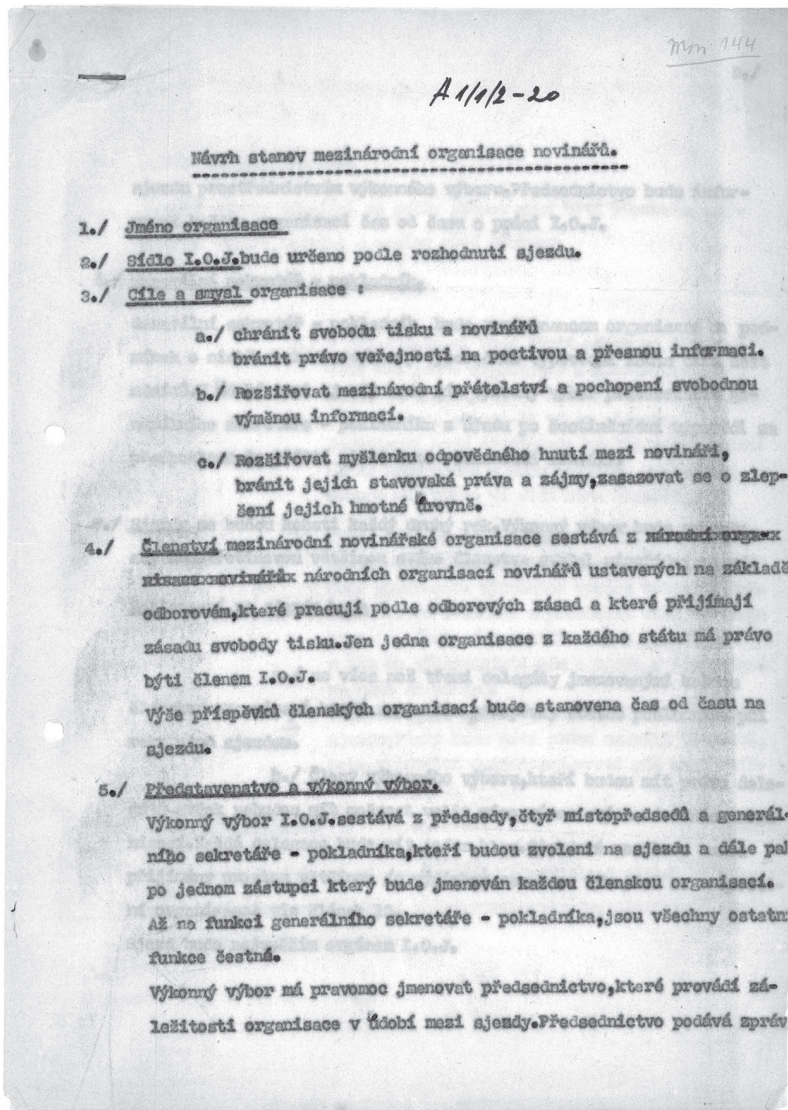 Mm 144
A 1/1/2-20
Návrh stanov mezinárodní organisace novinářů.
1./ Jméno organisace
2./ Sídlo I.O.J.bude určeno podle rozhodnutí sjezdu.
3./ Cíle a smysl organisace :
a./ chránit svobodu tisku a novinářů
bránit právo veřejnosti na poctivou a přesnou informaci.
b./ Rozšiřovat mezinárodní přátelství a pochopení svobodnou
výměnou informací.
c./ Rozšiřovat myšlenku odpovědného hnutí mezi novináři,
bránit jejich stavovská práva a zájmy,zasazovat se o zlep-
šení jejich hmotné úrovně.
4./ Členství mezinárodní novinářské organisace sestává z
národních organisací novinářů ustavených na základě
odborovém,které pracují podle odborových zásad a které přijímají
zásadu svobody tisku.Jen jedna organisace z každého státu má právo
býti členem I.O.J.
Výše příspěvků členských organisací bude stanovena čas od času na
sjezdu.
5./ Představenstvo a výkonný výbor.
Výkonný výbor I.O.J.sestává z předsedy,čtyř místopředsedů a generál-
ního sekretáře - pokladníka,kteří budou zvoleni na sjezdu a dále pak
po jednom zástupci který bude jmenován každou členskou organisací.
Až na funkci generálního sekretáře - pokladníka,jsou všechny ostatn
funkce čestné.
Výkonný výbor má pravomoc jmenovat předsednictvo,které provádí zá-
ležitosti organisace v údobí mezi sjezdy.Předsednictvo podává zpráv